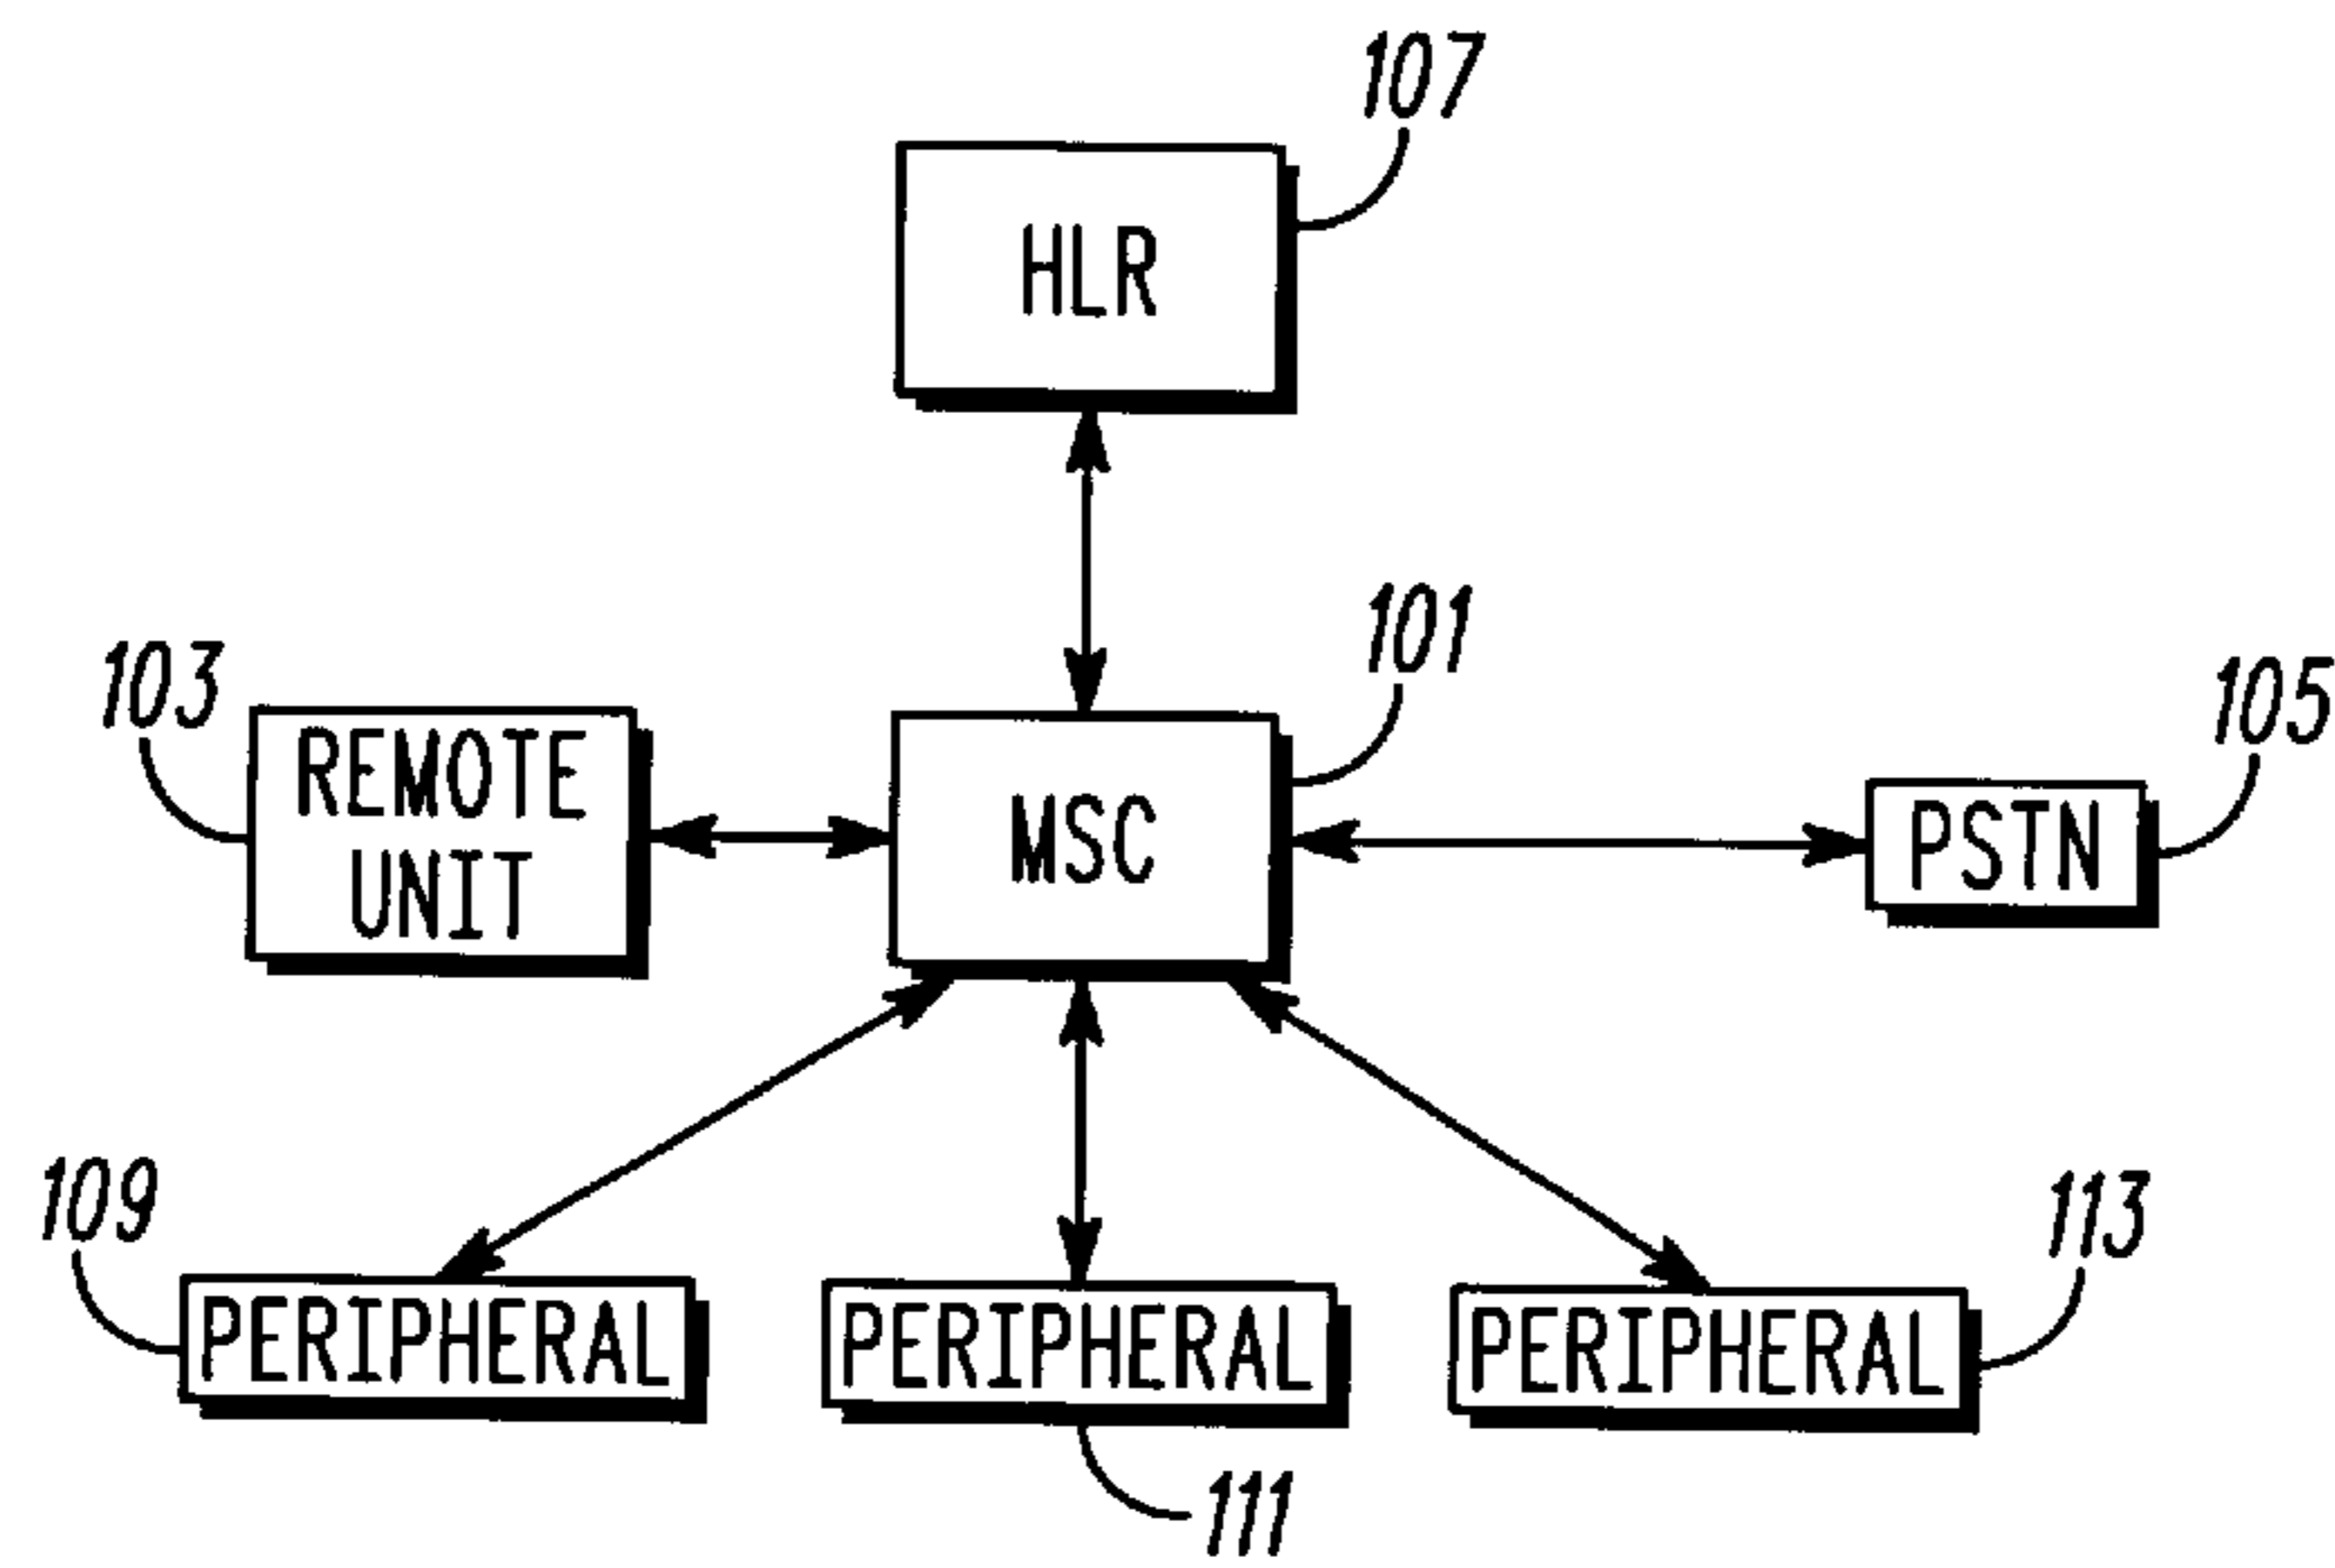 107
HLR
101
103
105
REMOTE
UNIT
MSC
PSTN
109
113
PERIPHERAL
PERIPHERAL
PERIPHERAL
111